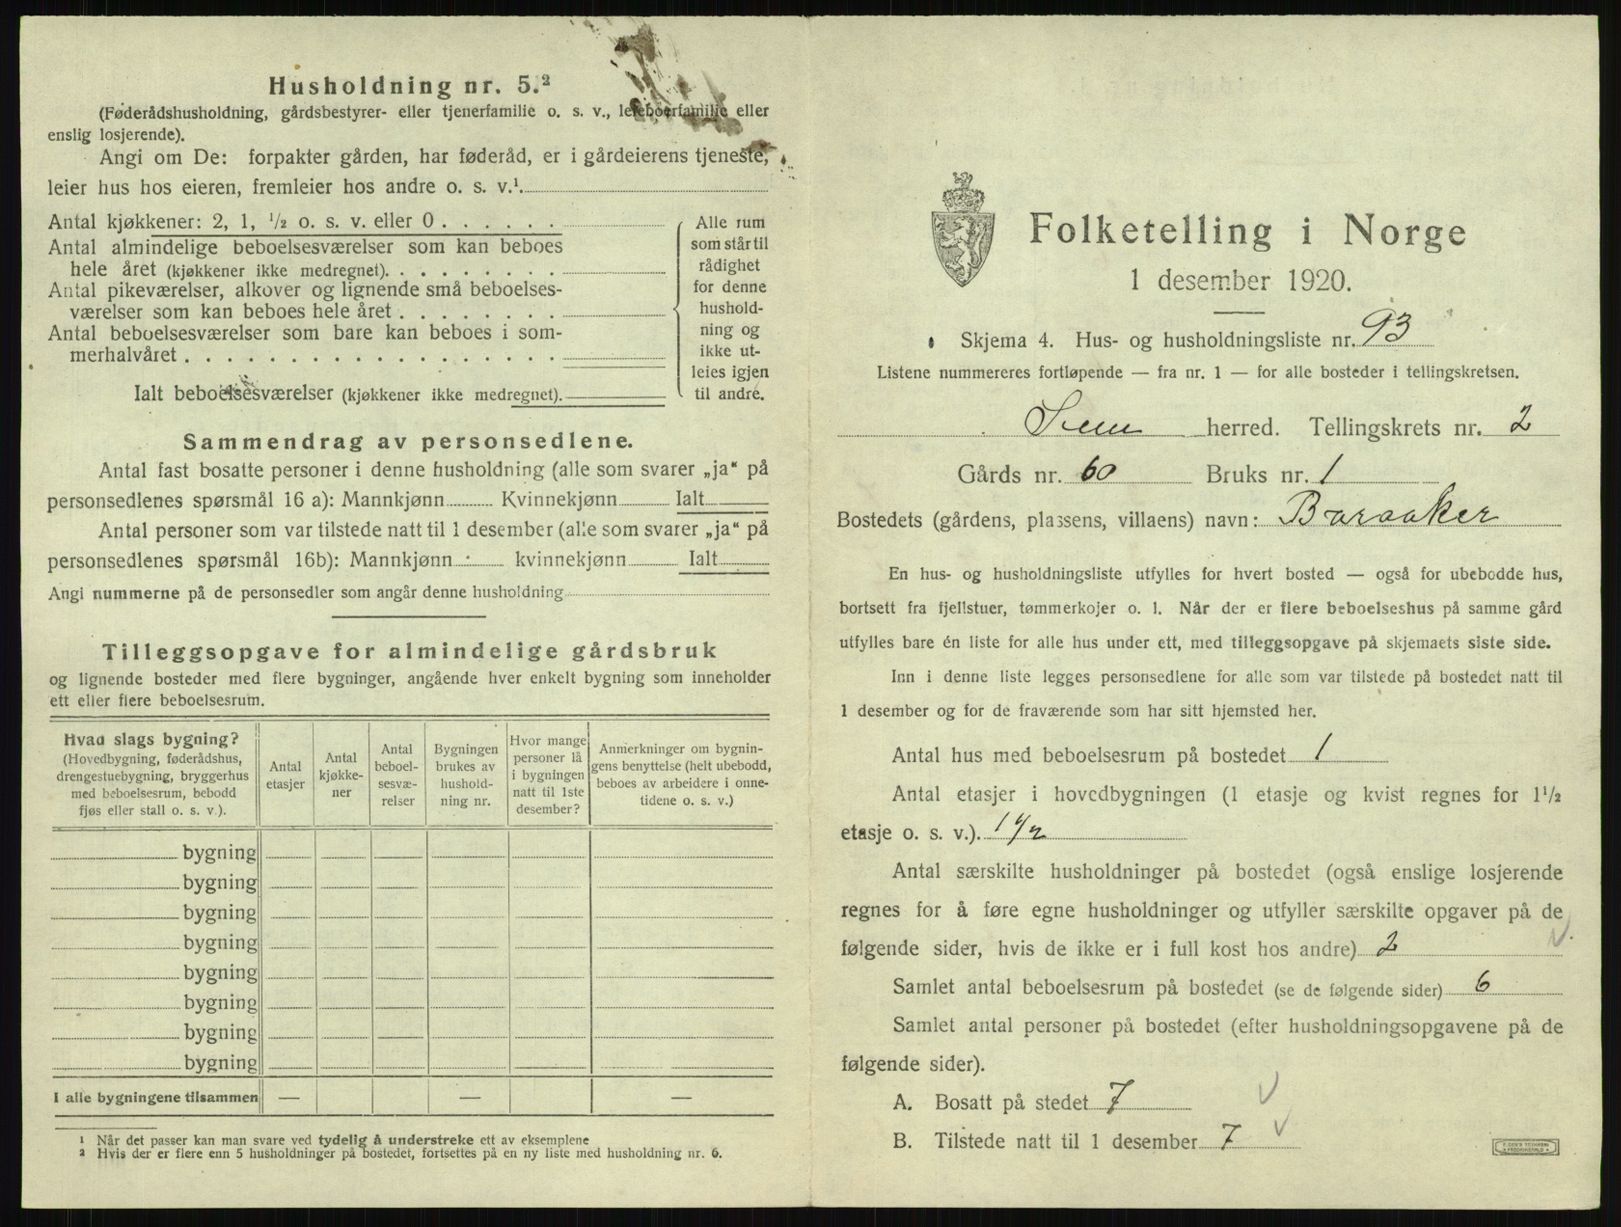 Husholdning nr. 5.²
(Føderådshusholdning, gårdsbestyrer- eller tjenerfamilie o. s. v., leieboerfamilie eller
enslig losjerende).
Angi om De: forpakter gården, har føderåd, er i gårdeierens tjeneste,
leier hus hos eieren, fremleier hos andre o. s. v.¹.
Antal kjøkkener: 2, 1, ¹/₂ o. s. v. eller 0 . . . . . .
Antal almindelige beboelsesværelser som kan beboes
hele året (kjøkkener ikke medregnet). . . . . . . . .
Antal pikeværelser, alkover og lignende små beboelses-
værelser som kan beboes hele året . . . . . . . .
Antal beboelsesværelser som bare kan beboes i som-
merhalvåret . . . . . . . . . . . . . . . . . .
Ialt beboelsesværelser (kjøkkener ikke medregnet).
Alle rum
som står til
rådighet
for denne
hushold-
ning og
ikke ut-
leies igjen
til andre.
Sammendrag av personsedlene.
Antal fast bosatte personer i denne husholdning (alle som svarer „ja“ på
personsedlenes spørsmål 16 a): Mannkjønn Kvinnekjønn Ialt
Antal personer som var tilstede natt til 1 desember (alle som svarer „ja“ på
personsedlenes spørsmål 16b): Mannkjønn kvinnekjønn Ialt
Angi nummerne på de personsedler som angår denne husholdning
Tilleggsopgave for almindelige gårdsbruk
og lignende bosteder med flere bygninger, angående hver enkelt bygning som inneholder
ett eller flere beboelsesrum.
Hvad slags bygning?
(Hovedbygning, føderådshus,
drengestuebygning, bryggerhus
med beboelsesrum, bebodd
fjøs eller stall o. s. v.).
Antal
etasjer
Antal
kjøkke-
ner
Antal
beboel-
sesvæ-
relser
Bygningen
brukes av
hushold-
ning nr.
Hvor mange
personer lå
i bygningen
natt til 1ste
desember?
Anmerkninger om bygnin-
gens benyttelse (helt ubebodd,
beboes av arbeidere i onne-
tidene o. s. v.)
bygning
bygning
bygning
bygning
bygning
bygning
bygning
bygning
I alle bygningene tilsammen — — —
¹ Når det passer kan man svare ved tydelig å understreke ett av eksemplene
² Hvis der er flere enn 5 husholdninger på bostedet, fortsettes på en ny liste med husholdning nr. 6.
Folketelling i Norge
1 desember 1920.
Skjema 4. Hus- og husholdningsliste nr. 93
Listene nummereres fortløpende — fra nr. 1 — for alle bosteder i tellingskretsen.
Sem herred. Tellingskrets nr. 2
Gårds nr. 60 Bruks nr. 1
Bostedets (gårdens, plassens, villaens) navn: Baraaker
En hus- og husholdningsliste utfylles for hvert bosted — også for ubebodde hus,
bortsett fra fjellstuer, tømmerkojer o. l. Når der er flere beboelseshus på samme gård
utfylles bare én liste for alle hus under ett, med tilleggsopgave på skjemaets siste side.
Inn i denne liste legges personsedlene for alle som var tilstede på bostedet natt til
1 desember og for de fraværende som har sitt hjemsted her.
Antal hus med beboelsesrum på bostedet 1
Antal etasjer i hovedbygningen (1 etasje og kvist regnes for 1¹/₂
etasje o. s. v.). 1 ½
Antal særskilte husholdninger på bostedet (også enslige losjerende
regnes for å føre egne husholdninger og utfyller særskilte opgaver på de
følgende sider, hvis de ikke er i full kost hos andre) 2
Samlet antal beboelsesrum på bostedet (se de følgende sider) 6
Samlet antal personer på bostedet (efter husholdningsopgavene på de
følgende sider).
A. Bosatt på stedet 7
B. Tilstede natt til 1 desember 7